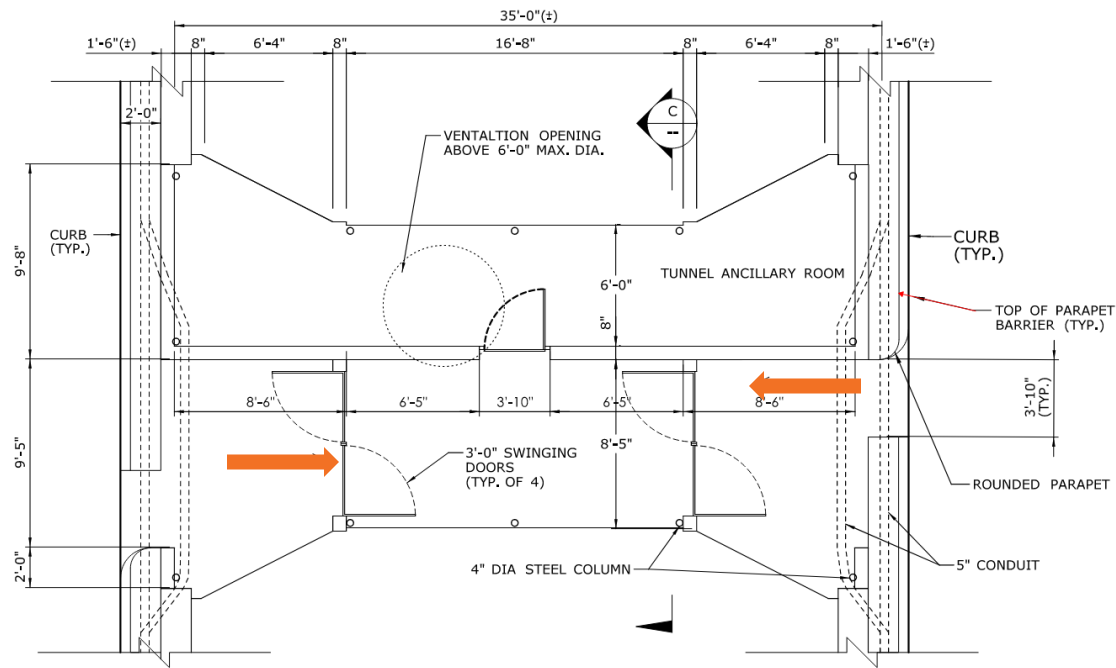 35'-0"(±)
1'-6"(±)
8"
6'-4"
8"
16'-8"
8"
6'-4"
8"
1'-6"(±)
2'-0"
C
--
VENTALTION OPENING
ABOVE 6'-0" MAX. DIA.
CURB
(TYP.)
CURB
(TYP.)
9'-8"
6'-0"
TUNNEL ANCILLARY ROOM
8"
TOP OF PARAPET
BARRIER (TYP.)
3'-10"
(TYP.)
8'-6"
6'-5"
3'-10"
6'-5"
8'-6"
9'-5"
8'-5"
3'-0" SWINGING
DOORS
(TYP. OF 4)
ROUNDED PARAPET
2'-0"
4" DIA STEEL COLUMN
5" CONDUIT